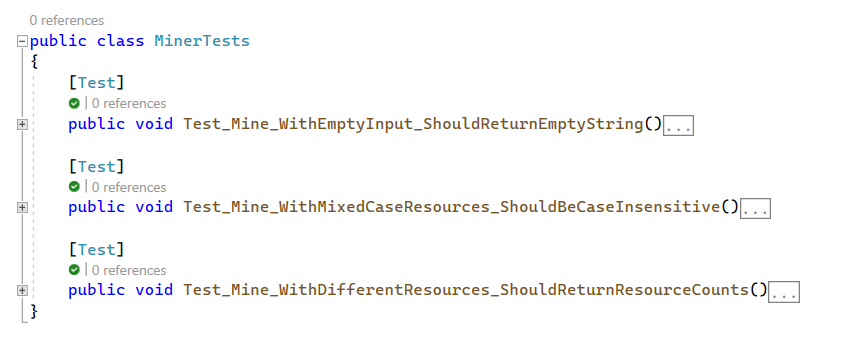 0 references
public class MinerTests
{
[Test]
| 0 references
public void Test_Mine_WithEmptyInput_ShouldReturnEmptyString()...
[Test]
| 0 references
public void Test_Mine_WithMixedCaseResources_ShouldBeCaseInsensitive()...
[Test]
| 0 references
public void Test_Mine_WithDifferentResources_ShouldReturnResourceCounts()...
}